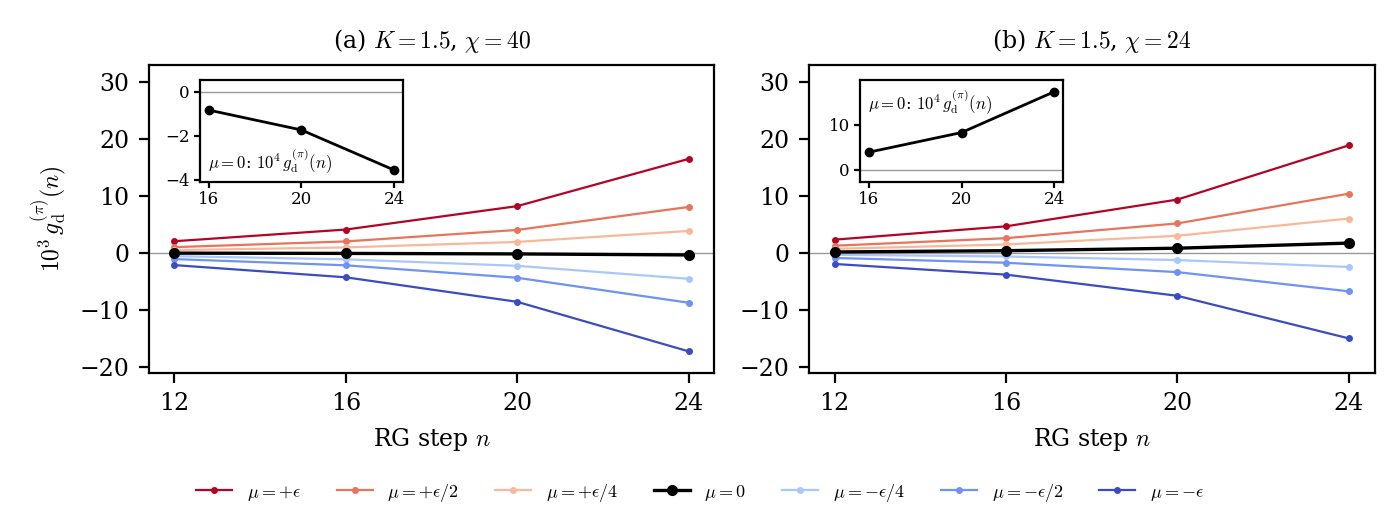 (a) K = 1.5, χ = 40
10³ g_d^(π)(n)
30
20
10
0
−10
−20
12
16
20
24
RG step n
0
−2
−4
16
20
24
μ = 0: 10⁴ g_d^(π)(n)
(b) K = 1.5, χ = 24
30
20
10
0
−10
−20
12
16
20
24
RG step n
10
0
16
20
24
μ = 0: 10⁴ g_d^(π)(n)
μ = +ϵ
μ = +ϵ/2
μ = +ϵ/4
μ = 0
μ = −ϵ/4
μ = −ϵ/2
μ = −ϵ